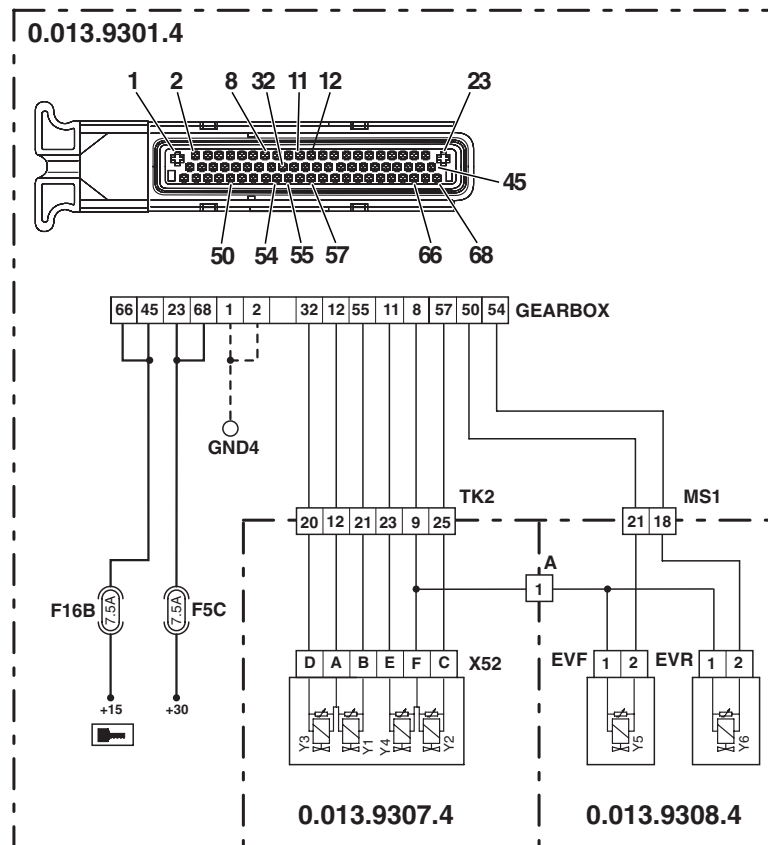 0.013.9301.4
1 2 8 32 11 12 23
45
50 54 55 57 66 68
66 45 23 68 1 2 32 12 55 11 8 57 50 54 GEARBOX
GND4
TK2 MS1
20 12 21 23 9 25 21 18
A
1
F16B 7.5A 7.5A F5C
D A B E F C X52 EVF 1 2 EVR 1 2
+15 +30
Y3 Y1 Y4 Y2 Y5 Y6
0.013.9307.4 0.013.9308.4